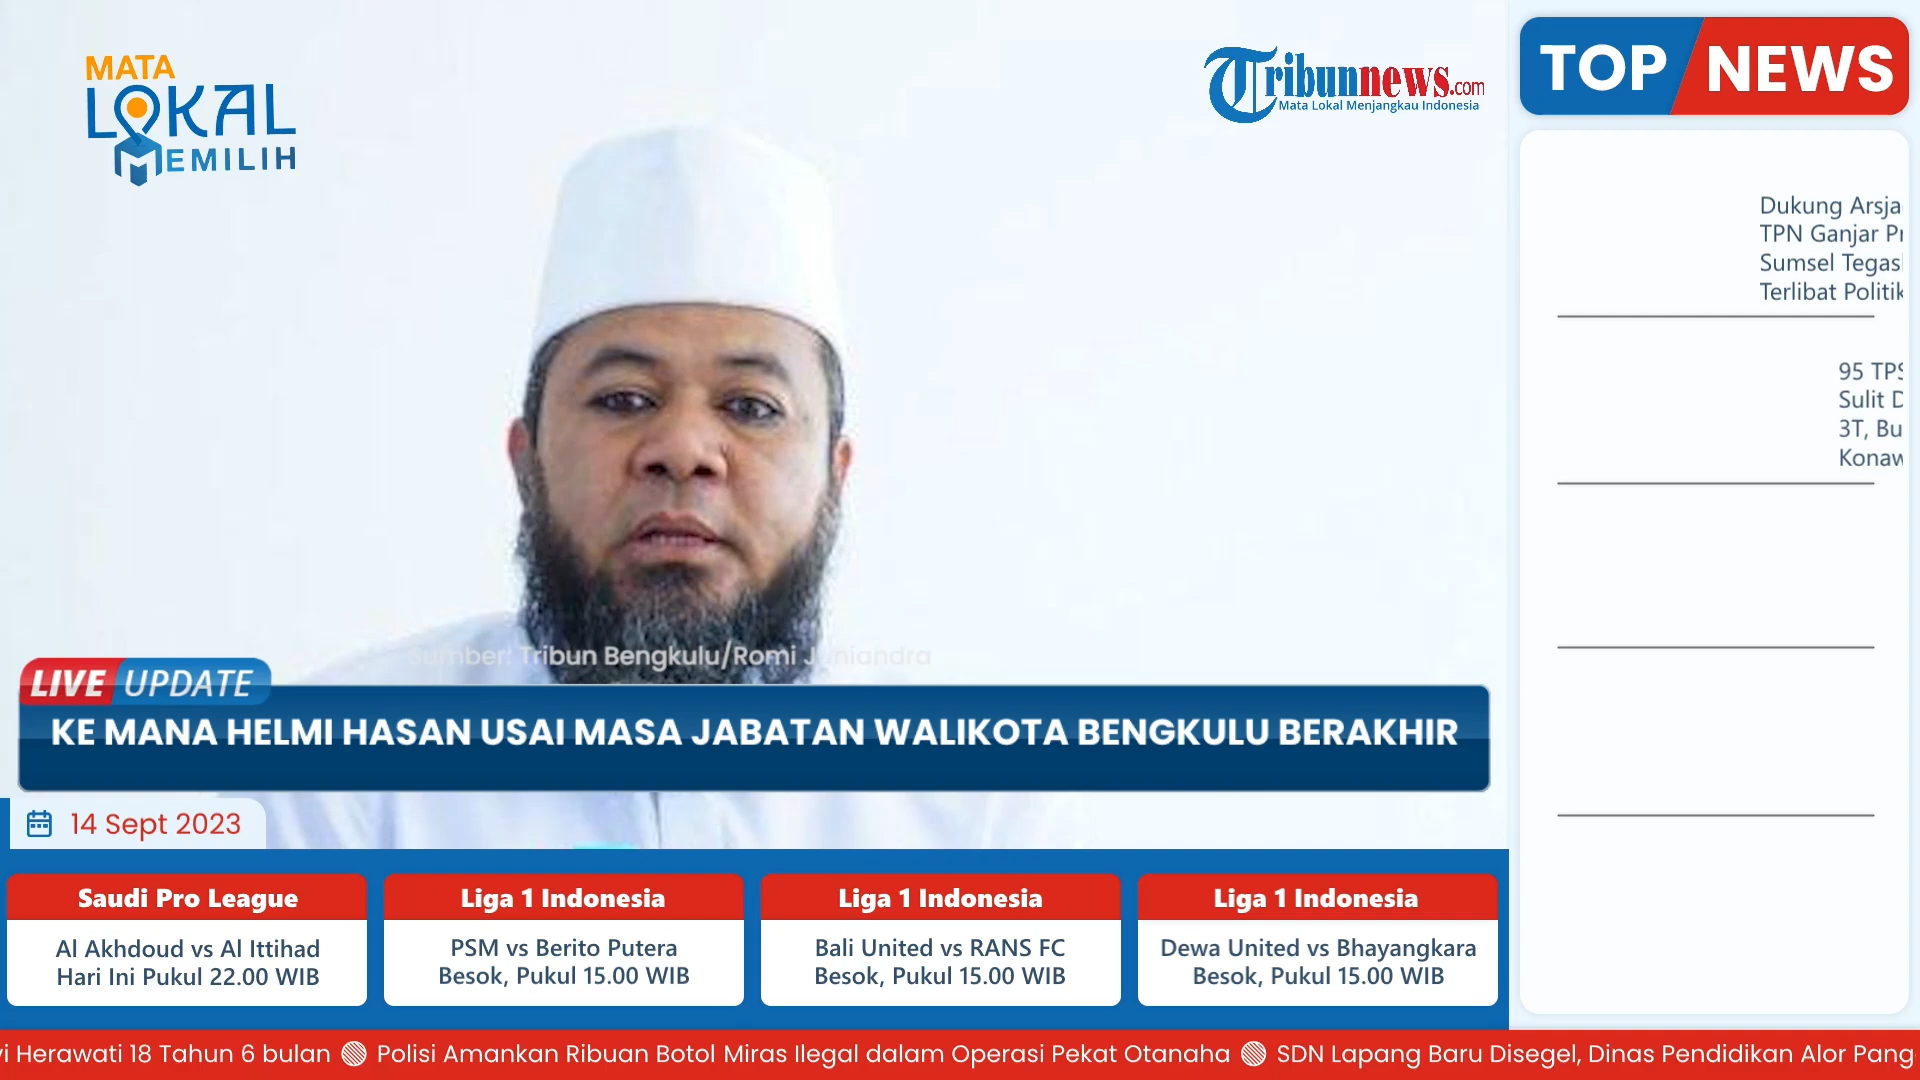 MATA
LOKAL
MEMILIH
Tribunnews.com
Mata Lokal Menjangkau Indonesia
TOP NEWS
Dukung Arsja
TPN Ganjar Pr
Sumsel Tegas
Terlibat Politik
95 TPS
Sulit D
3T, Bu
Konaw
Sumber: Tribun Bengkulu/Romi Juniandra
LIVE UPDATE
KE MANA HELMI HASAN USAI MASA JABATAN WALIKOTA BENGKULU BERAKHIR
14 Sept 2023
Saudi Pro League
Al Akhdoud vs Al Ittihad
Hari Ini Pukul 22.00 WIB
Liga 1 Indonesia
PSM vs Berito Putera
Besok, Pukul 15.00 WIB
Liga 1 Indonesia
Bali United vs RANS FC
Besok, Pukul 15.00 WIB
Liga 1 Indonesia
Dewa United vs Bhayangkara
Besok, Pukul 15.00 WIB
vi Herawati 18 Tahun 6 bulan Polisi Amankan Ribuan Botol Miras Ilegal dalam Operasi Pekat Otanaha SDN Lapang Baru Disegel, Dinas Pendidikan Alor Pang